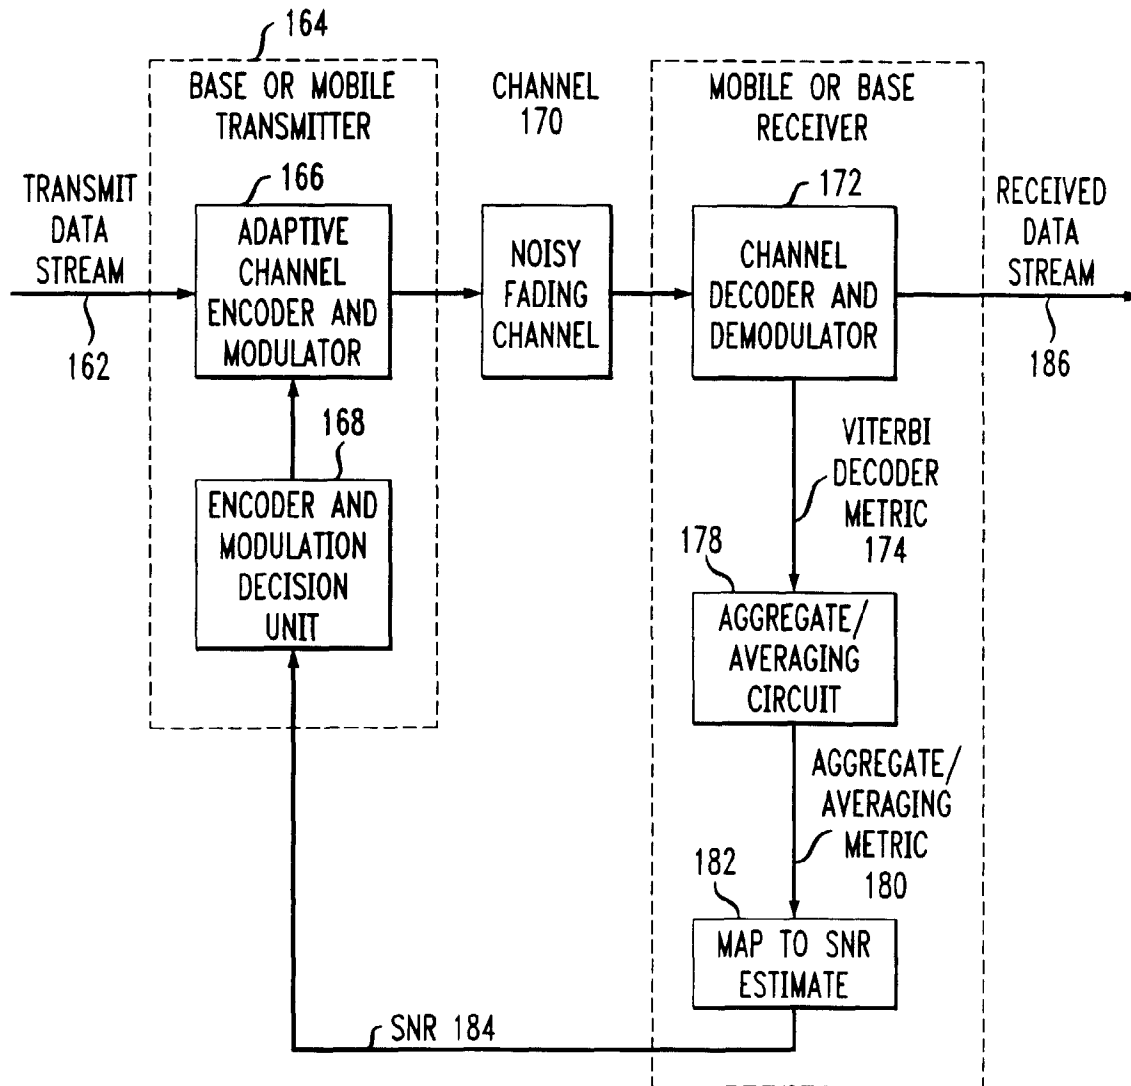 164
BASE OR MOBILE
TRANSMITTER
CHANNEL
170
MOBILE OR BASE
RECEIVER
TRANSMIT
DATA
STREAM
162
166
ADAPTIVE
CHANNEL
ENCODER AND
MODULATOR
NOISY
FADING
CHANNEL
172
CHANNEL
DECODER AND
DEMODULATOR
RECEIVED
DATA
STREAM
186
168
ENCODER AND
MODULATION
DECISION
UNIT
VITERBI
DECODER
METRIC
174
178
AGGREGATE/
AVERAGING
CIRCUIT
AGGREGATE/
AVERAGING
METRIC
180
182
MAP TO SNR
ESTIMATE
SNR 184